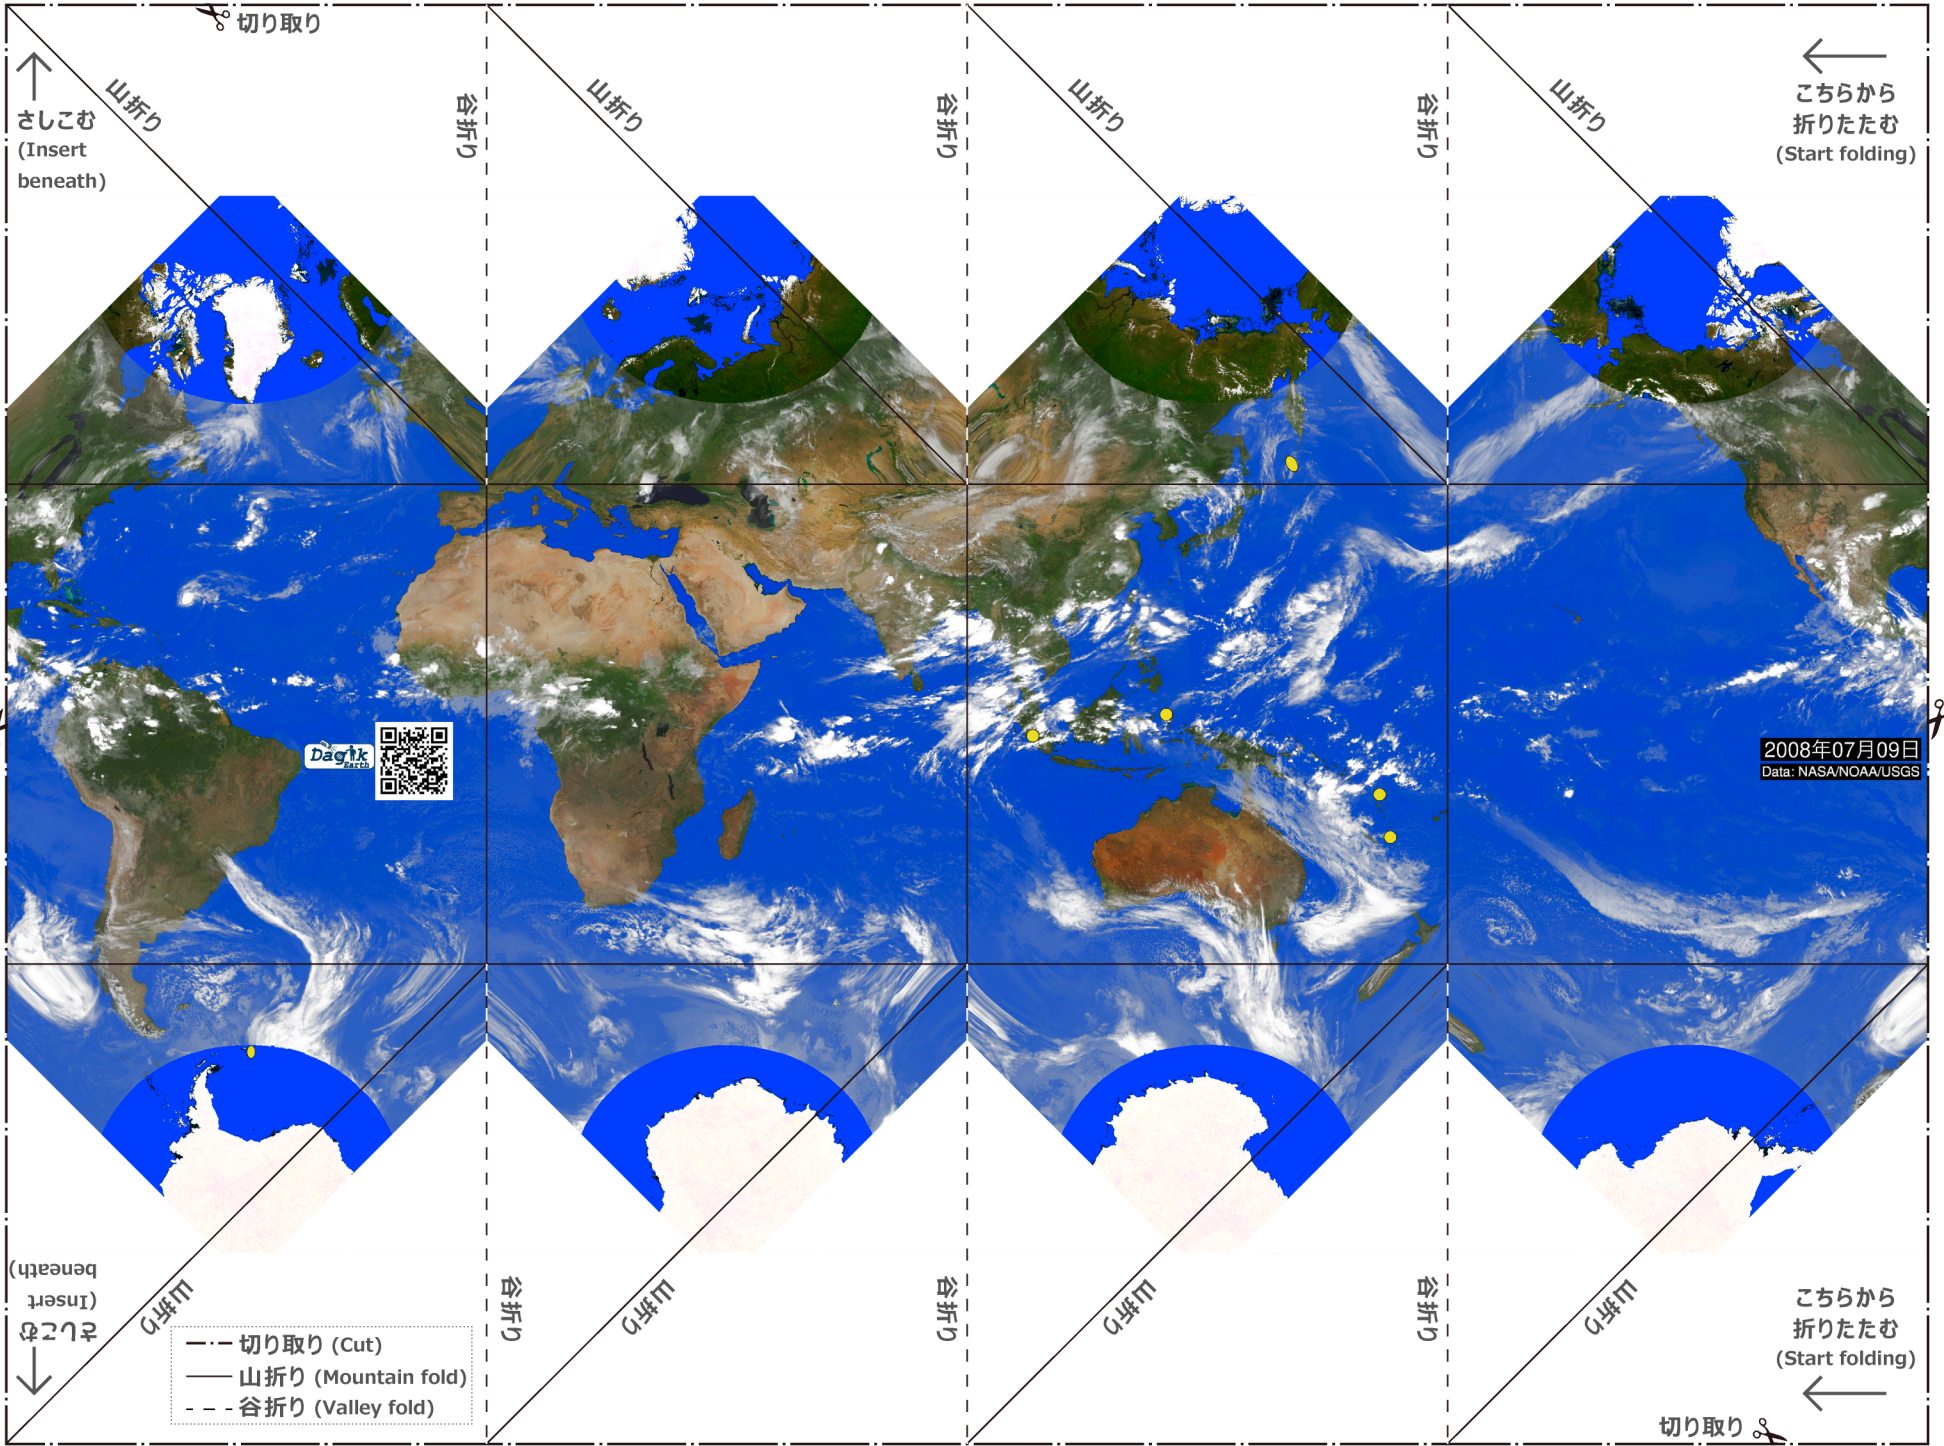 切り取り
山折り
谷折り
山折り
谷折り
山折り
谷折り
山折り
こちらから
折りたたむ
(Start folding)
さしこむ
(Insert
beneath)
Dagik
Earth
2008年07月09日
Data: NASA/NOAA/USGS
さしこむ
(Insert
beneath)
山折り
谷折り
山折り
谷折り
山折り
谷折り
山折り
こちらから
折りたたむ
(Start folding)
切り取り (Cut)
山折り (Mountain fold)
谷折り (Valley fold)
切り取り